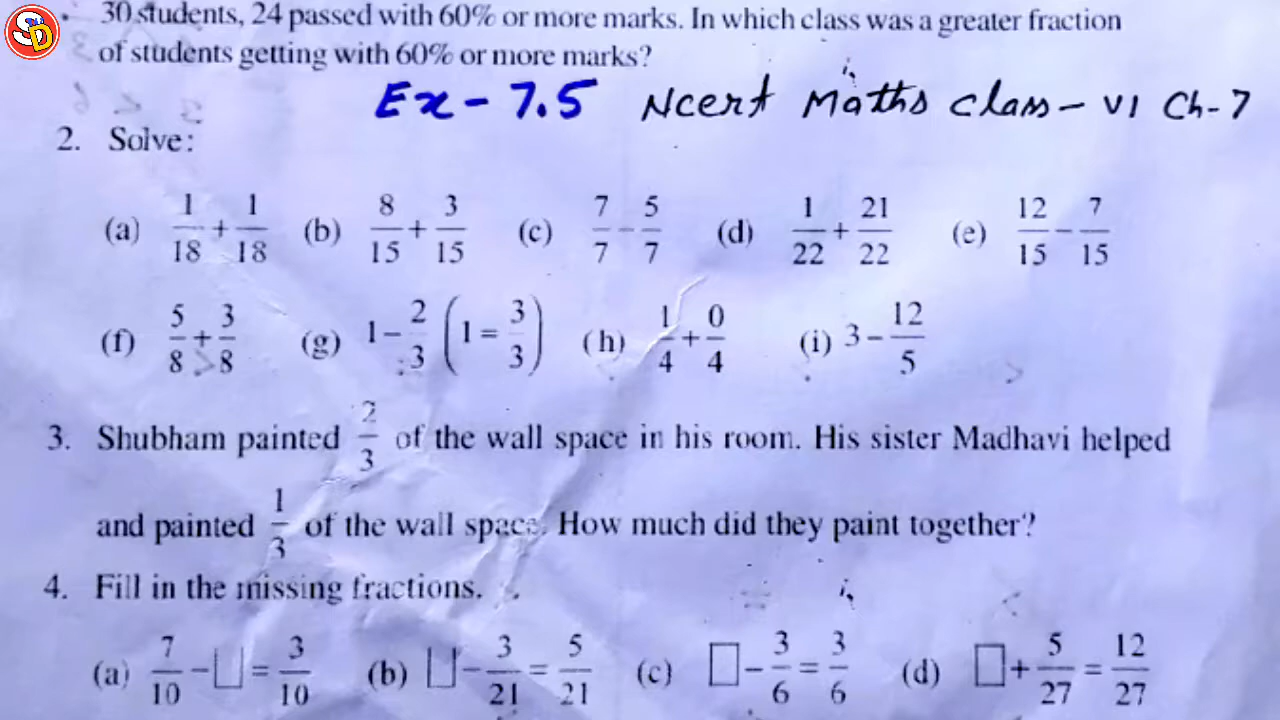 SD
30 students, 24 passed with 60% or more marks. In which class was a greater fraction
of students getting with 60% or more marks?
Ex - 7.5 Ncert Maths Class - VI Ch - 7
2. Solve:
(a) 1/18 + 1/18 (b) 8/15 + 3/15 (c) 7/7 - 5/7 (d) 1/22 + 21/22 (e) 12/15 - 7/15
(f) 5/8 + 3/8 (g) 1 - 2/3 (1 = 3/3) (h) 1/4 + 0/4 (i) 3 - 12/5
3. Shubham painted 2/3 of the wall space in his room. His sister Madhavi helped
and painted 1/3 of the wall space. How much did they paint together?
4. Fill in the missing fractions.
(a) 7/10 - □ = 3/10 (b) □ - 3/21 = 5/21 (c) □ - 3/6 = 3/6 (d) □ + 5/27 = 12/27